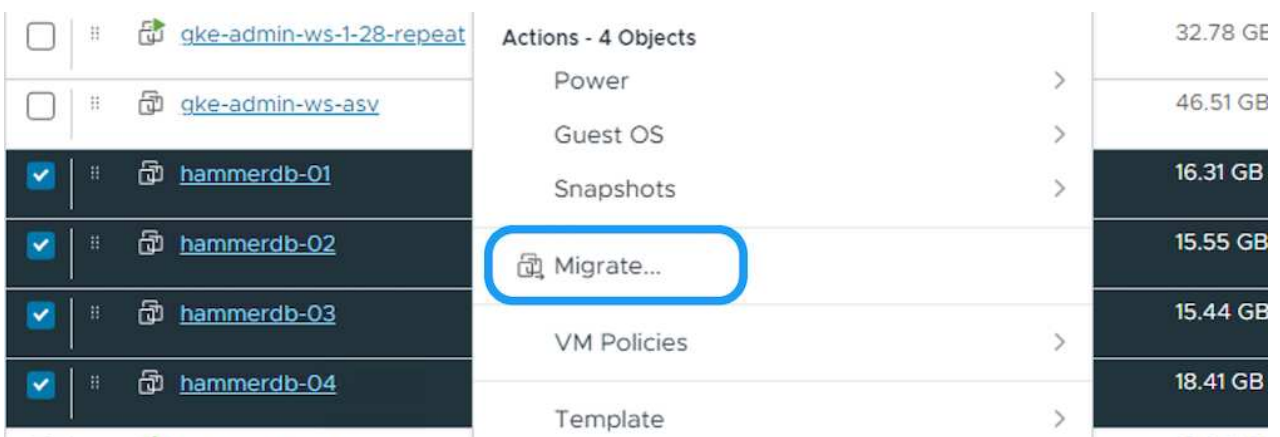 gke-admin-ws-1-28-repeat
Actions - 4 Objects
32.78 GB
Power
gke-admin-ws-asv
46.51 GB
Guest OS
hammerdb-01
16.31 GB
Snapshots
hammerdb-02
15.55 GB
Migrate...
hammerdb-03
15.44 GB
VM Policies
hammerdb-04
18.41 GB
Template